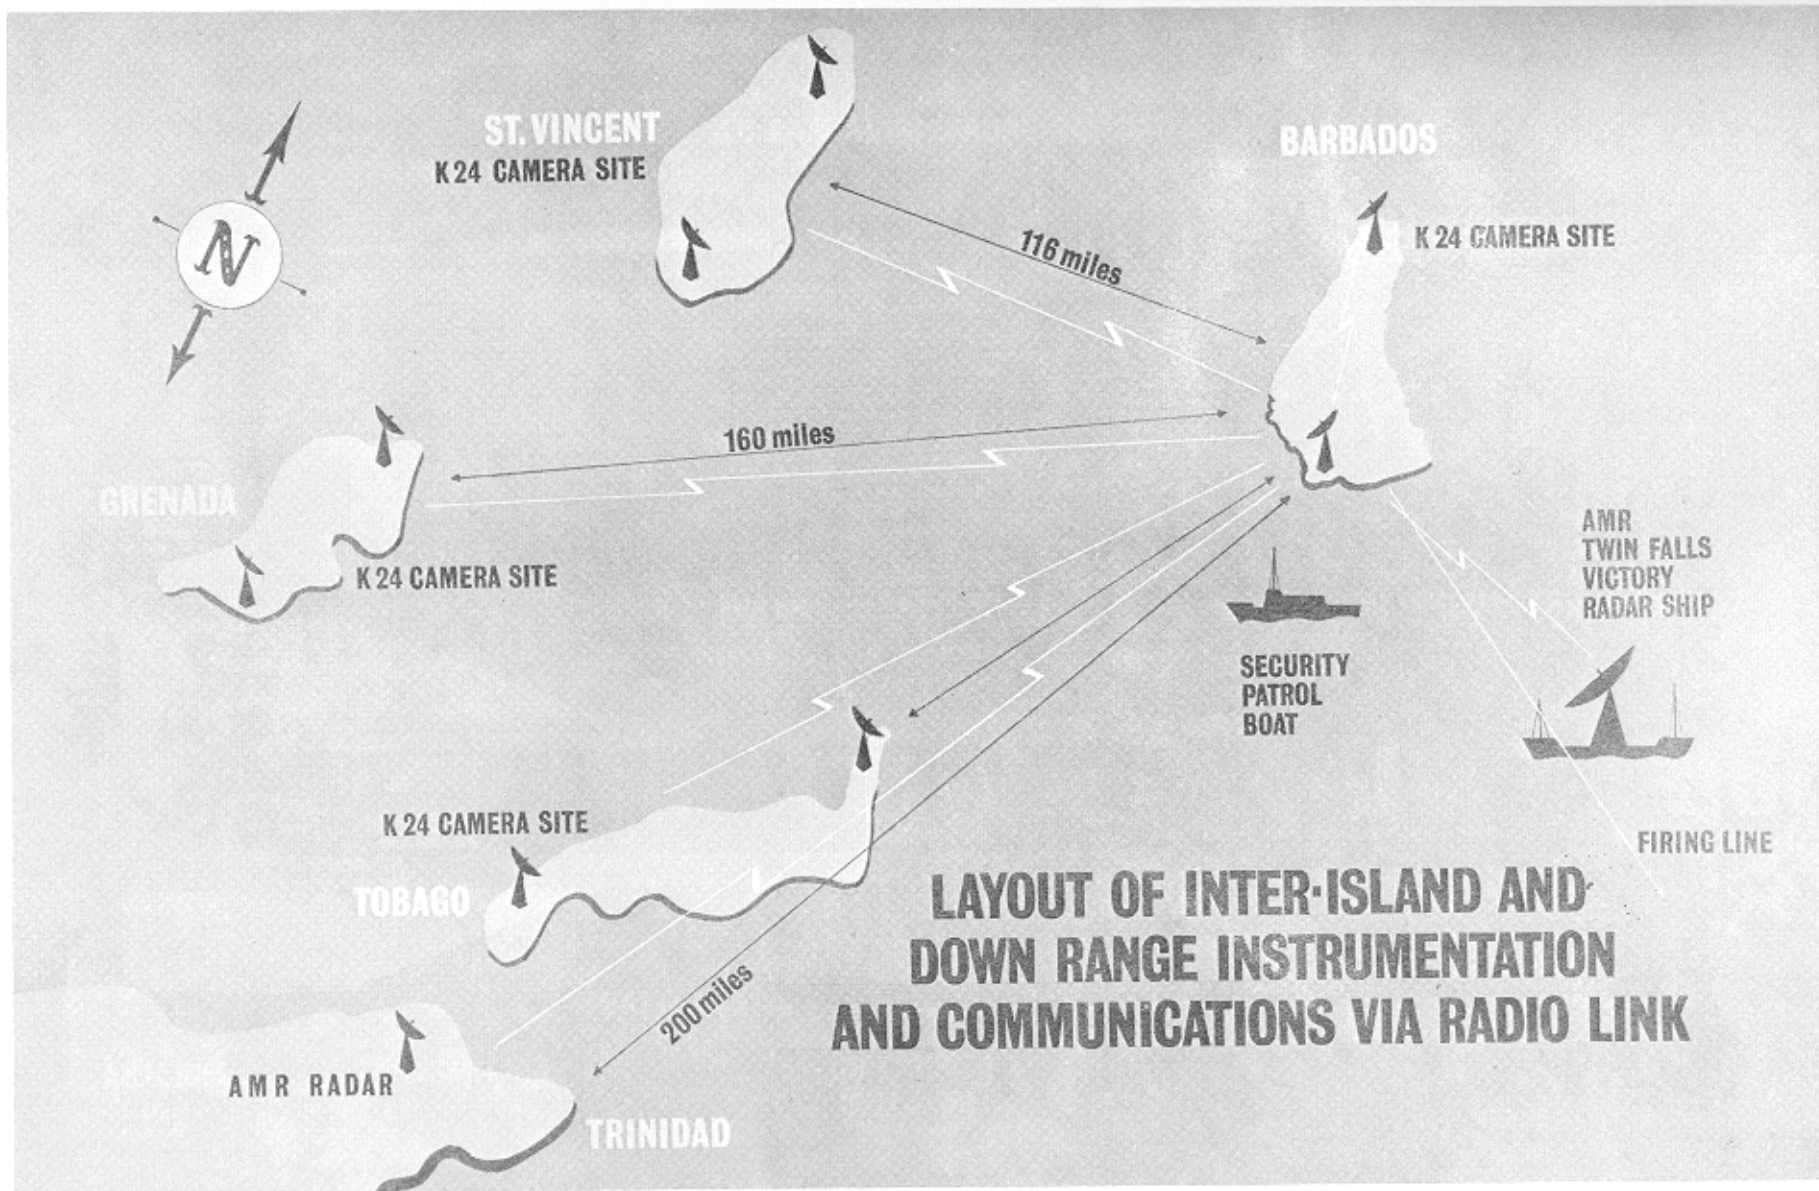 ST. VINCENT
K 24 CAMERA SITE
BARBADOS
K 24 CAMERA SITE
N
116 miles
160 miles
GRENADA
K 24 CAMERA SITE
AMR
TWIN FALLS
VICTORY
RADAR SHIP
SECURITY
PATROL
BOAT
K 24 CAMERA SITE
TOBAGO
FIRING LINE
200 miles
LAYOUT OF INTER-ISLAND AND
DOWN RANGE INSTRUMENTATION
AND COMMUNICATIONS VIA RADIO LINK
AMR RADAR
TRINIDAD